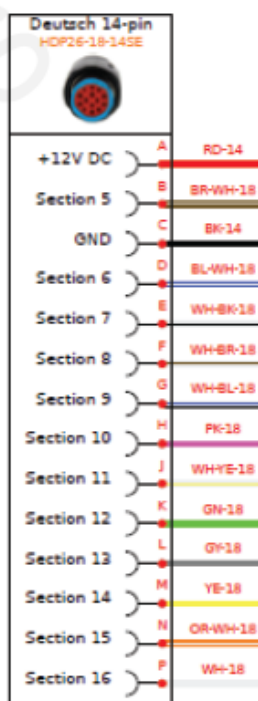 Deutsch 14-pin
HDP26-18-14SE
+12V DC A RD-14
Section 5 B BR-WH-18
GND C BK-14
Section 6 D BL-WH-18
Section 7 E WH-BK-18
Section 8 F WH-BR-18
Section 9 G WH-BL-18
Section 10 H PK-18
Section 11 J WH-YE-18
Section 12 K GN-18
Section 13 L GY-18
Section 14 M YE-18
Section 15 N OR-WH-18
Section 16 P WH-18